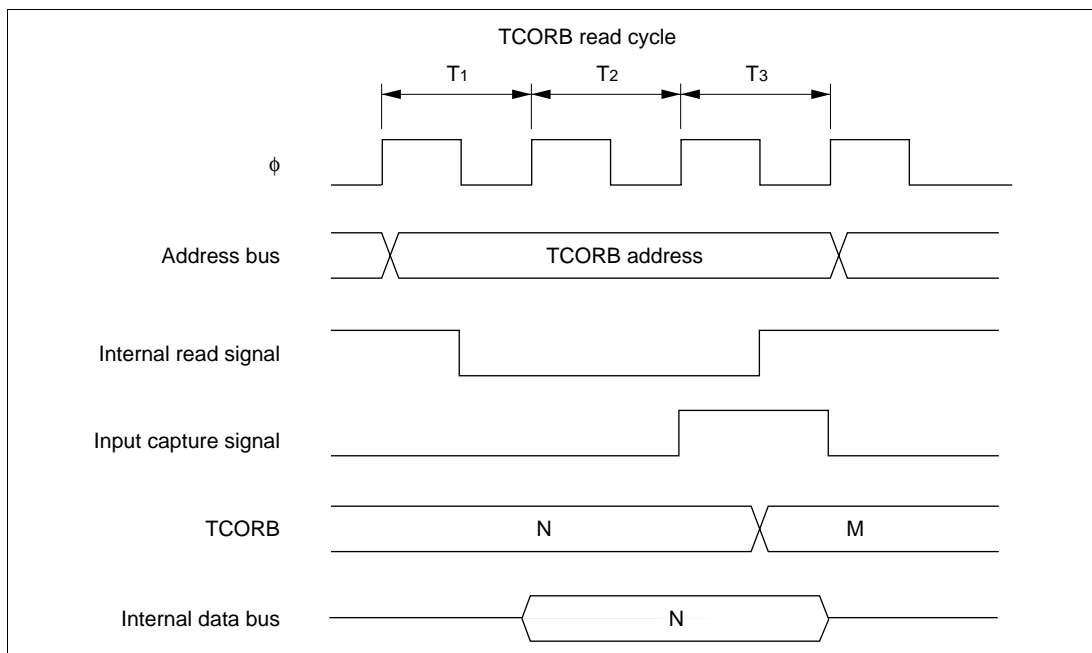 TCORB read cycle
T1 T2 T3
ϕ
Address bus TCORB address
Internal read signal
Input capture signal
TCORB N M
Internal data bus N